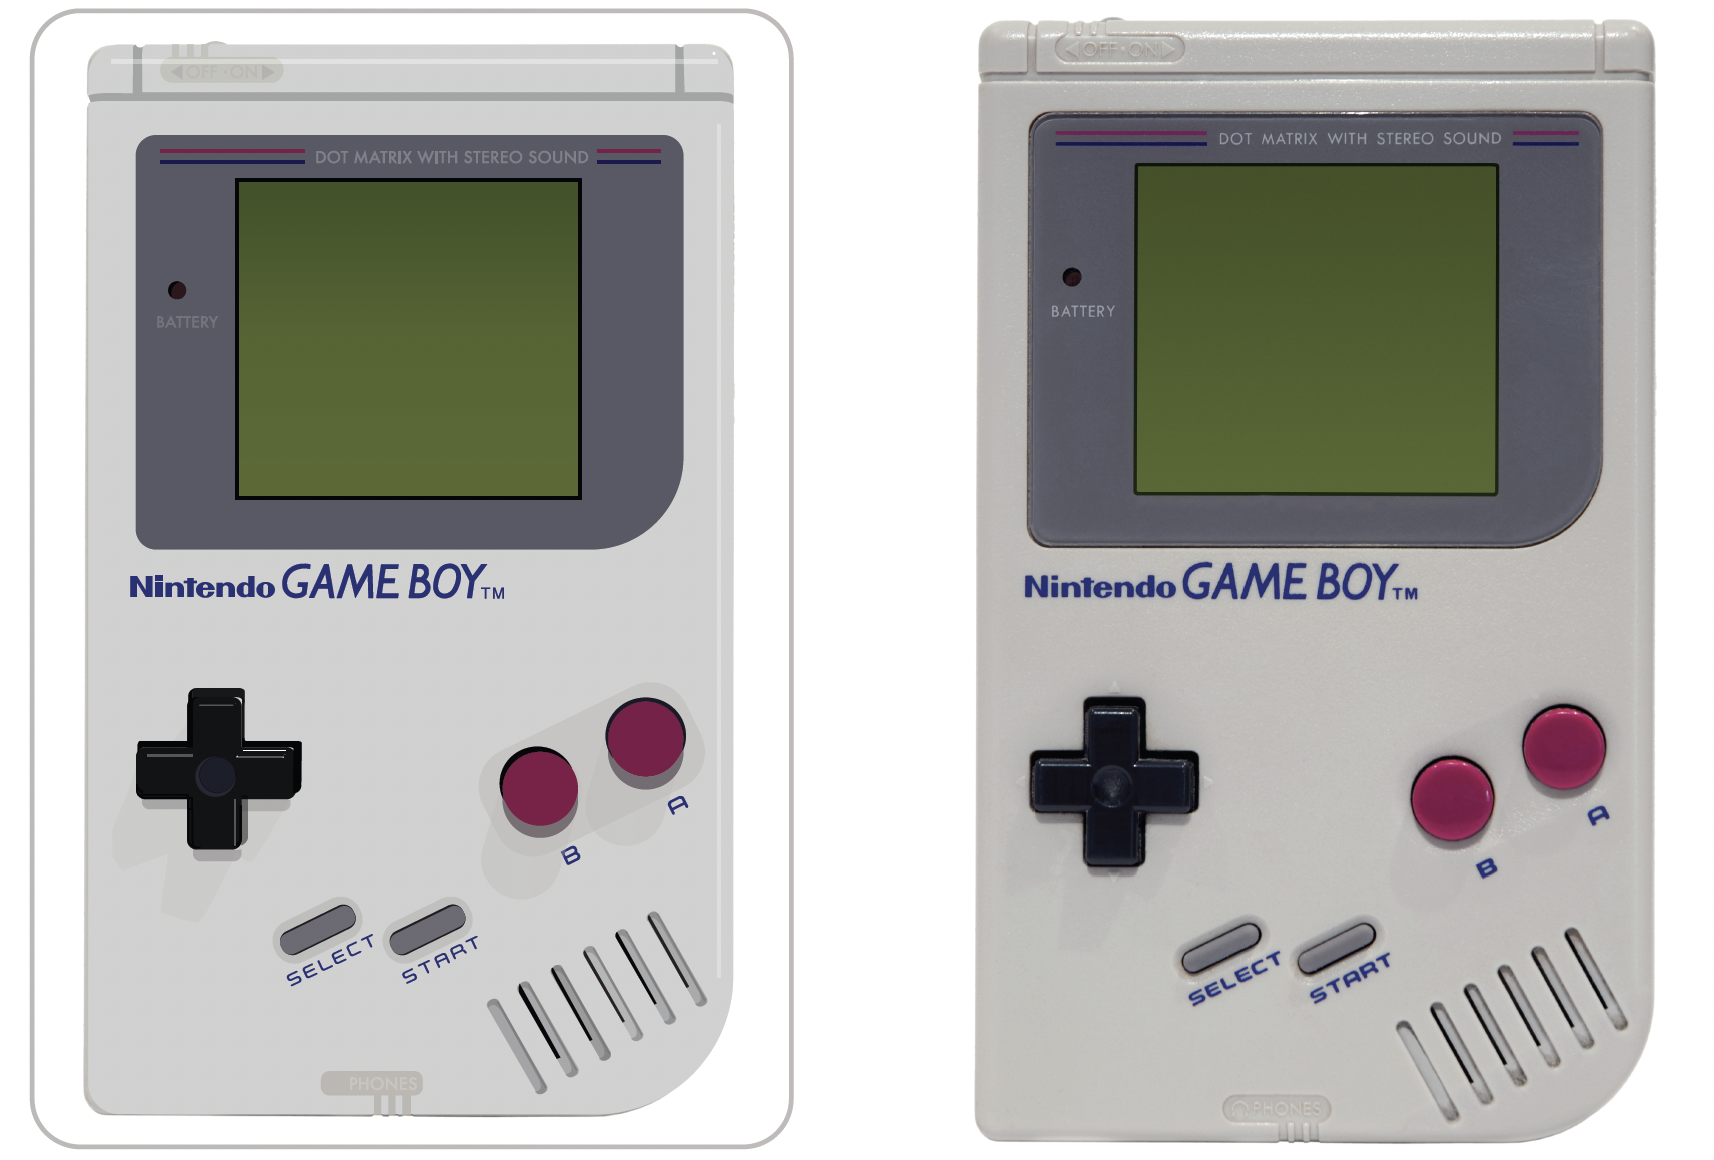 OFF·ON
DOT MATRIX WITH STEREO SOUND
BATTERY
Nintendo GAME BOY TM
A
B
SELECT
START
PHONES
OFF·ON
DOT MATRIX WITH STEREO SOUND
BATTERY
Nintendo GAME BOY TM
A
B
SELECT
START
PHONES